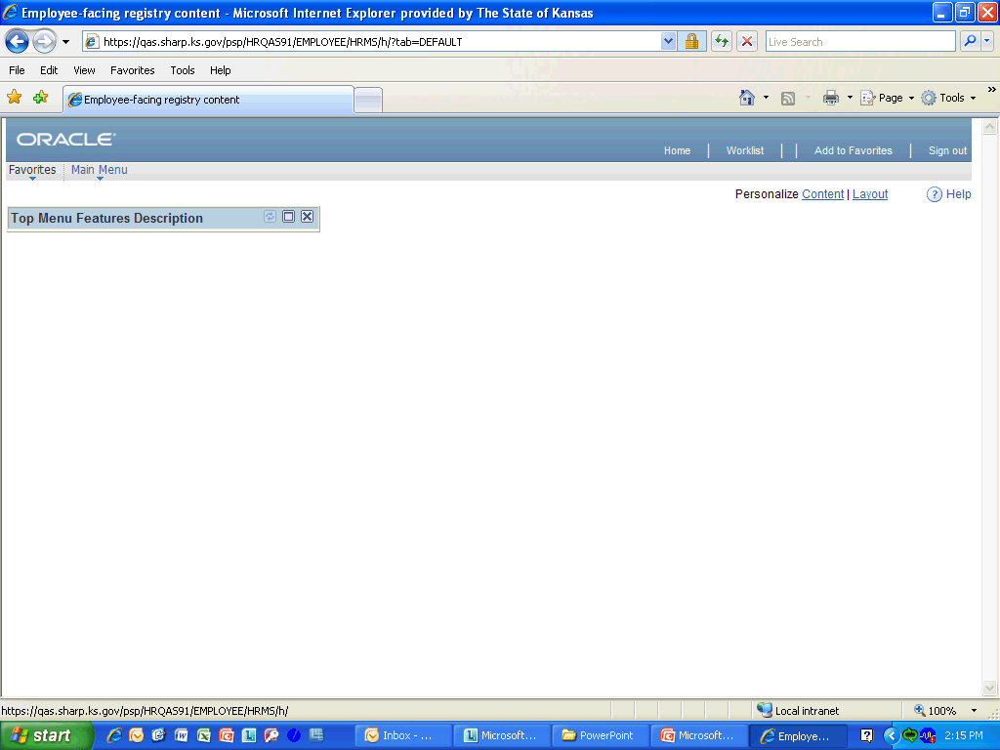 Employee-facing registry content - Microsoft Internet Explorer provided by The State of Kansas
https://qas.sharp.ks.gov/psp/HRQAS91/EMPLOYEE/HRMS/h/?tab=DEFAULT
Live Search
File Edit View Favorites Tools Help
Employee-facing registry content
Page Tools »
ORACLE
Home | Worklist | | Add to Favorites | Sign out
Favorites Main Menu
Personalize Content | Layout ? Help
Top Menu Features Description
https://qas.sharp.ks.gov/psp/HRQAS91/EMPLOYEE/HRMS/h/
Local intranet 100%
start Inbox - ... Microsoft... PowerPoint Microsoft... Employe... ? 2:15 PM